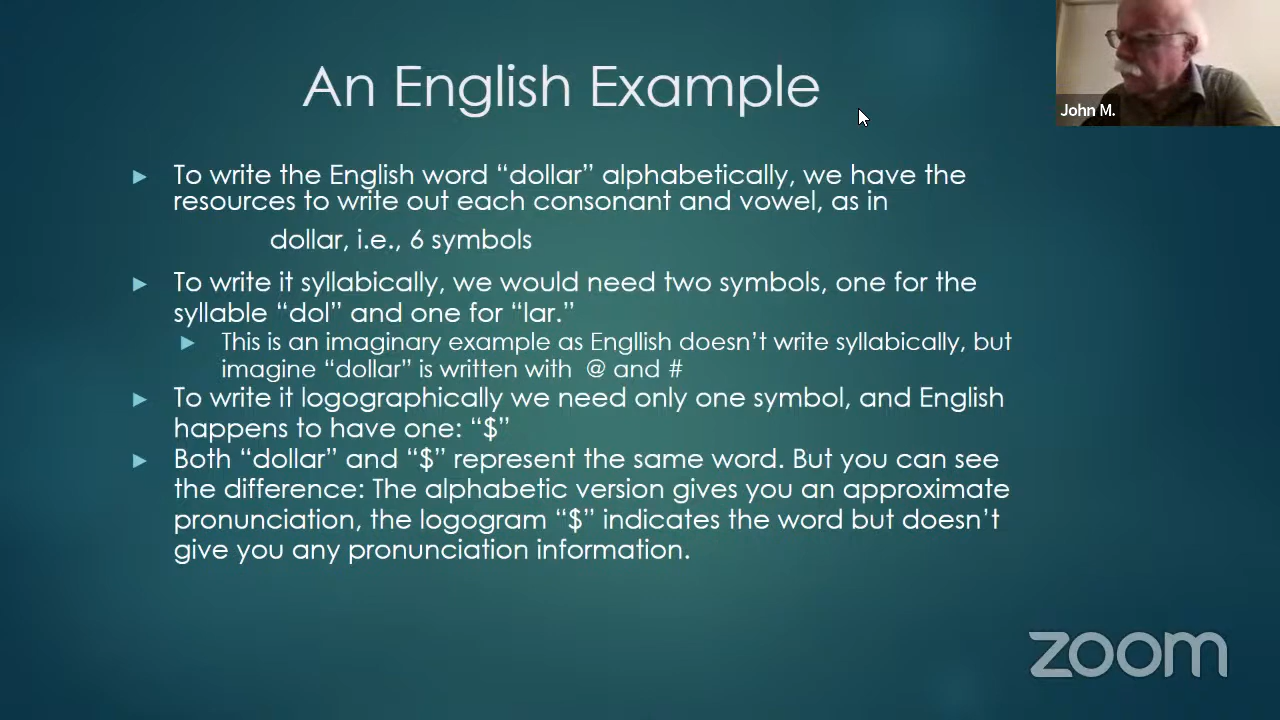 An English Example
John M.
To write the English word “dollar” alphabetically, we have the
resources to write out each consonant and vowel, as in
dollar, i.e., 6 symbols
To write it syllabically, we would need two symbols, one for the
syllable “dol” and one for “lar.”
This is an imaginary example as Engllish doesn’t write syllabically, but
imagine “dollar” is written with @ and #
To write it logographically we need only one symbol, and English
happens to have one: “$”
Both “dollar” and “$” represent the same word. But you can see
the difference: The alphabetic version gives you an approximate
pronunciation, the logogram “$” indicates the word but doesn’t
give you any pronunciation information.
zoom